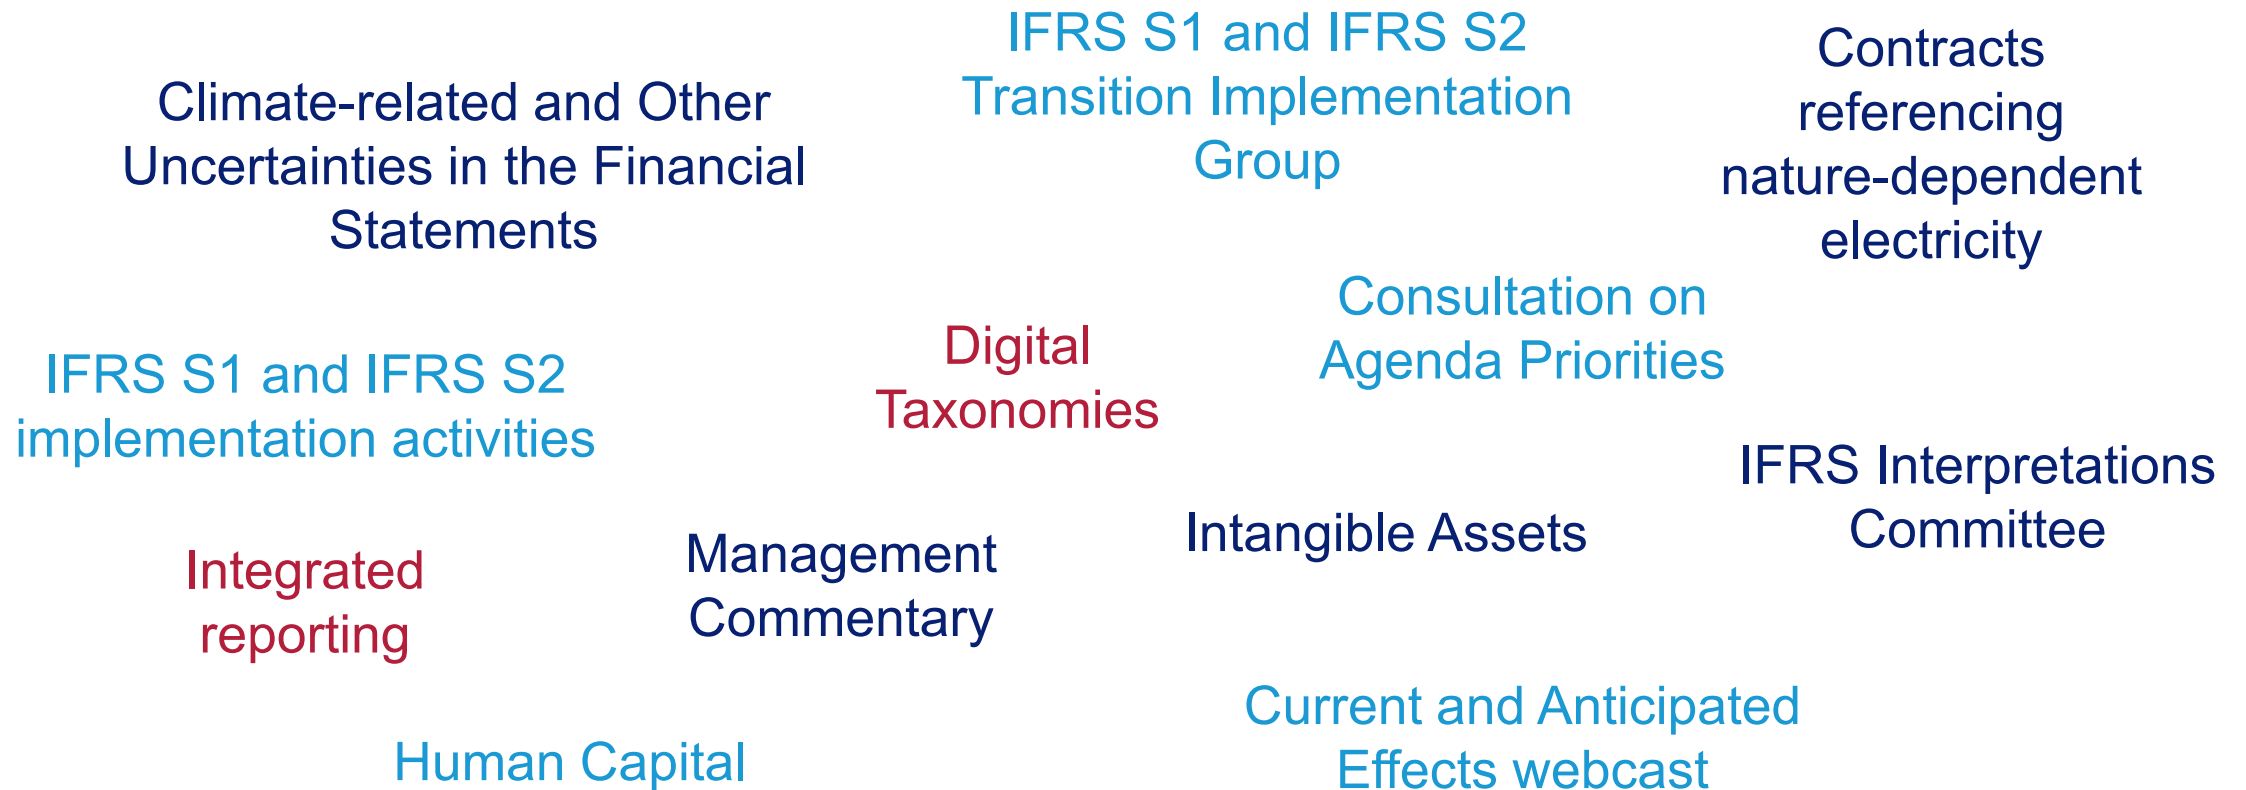 IFRS S1 and IFRS S2
Transition Implementation
Group
Contracts
referencing
nature-dependent
electricity
Climate-related and Other
Uncertainties in the Financial
Statements
Consultation on
Agenda Priorities
Digital
Taxonomies
IFRS S1 and IFRS S2
implementation activities
IFRS Interpretations
Committee
Intangible Assets
Management
Commentary
Integrated
reporting
Current and Anticipated
Effects webcast
Human Capital